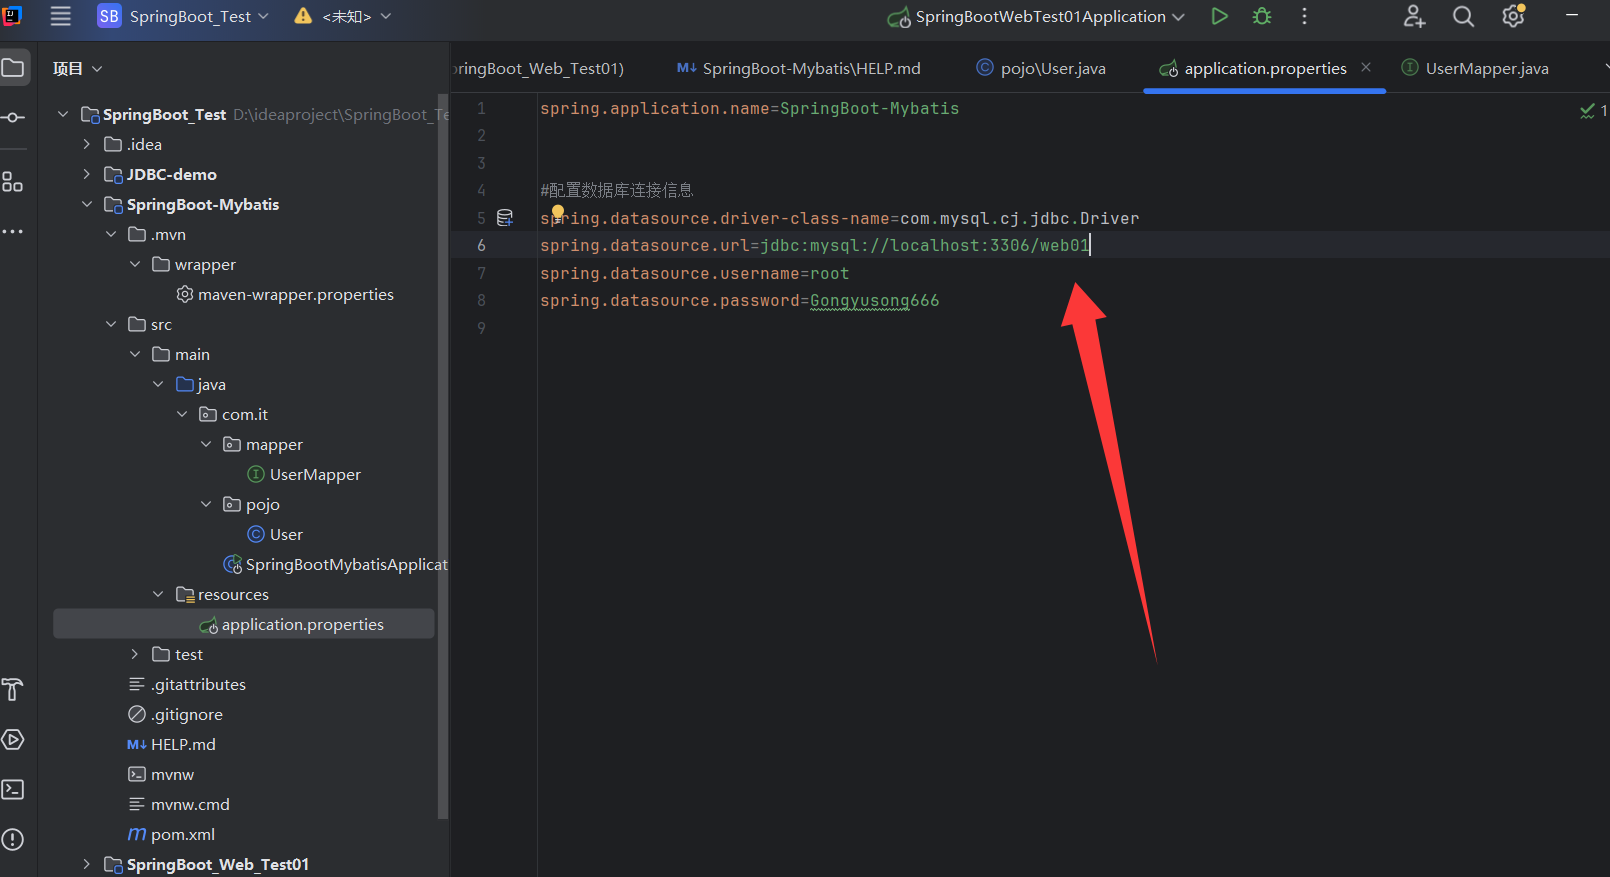 SB SpringBoot_Test <未知> SpringBootWebTest01Application
项目
pringBoot_Web_Test01) M↓ SpringBoot-Mybatis\HELP.md pojo\User.java application.properties UserMapper.java
SpringBoot_Test D:\ideaproject\SpringBoot_Te
.idea
JDBC-demo
SpringBoot-Mybatis
.mvn
wrapper
maven-wrapper.properties
src
main
java
com.it
mapper
UserMapper
pojo
User
SpringBootMybatisApplicat
resources
application.properties
test
.gitattributes
.gitignore
M↓ HELP.md
mvnw
mvnw.cmd
m pom.xml
SpringBoot_Web_Test01
1 spring.application.name=SpringBoot-Mybatis
2
3
4 #配置数据库连接信息
5 spring.datasource.driver-class-name=com.mysql.cj.jdbc.Driver
6 spring.datasource.url=jdbc:mysql://localhost:3306/web01
7 spring.datasource.username=root
8 spring.datasource.password=Gongyusong666
9
1